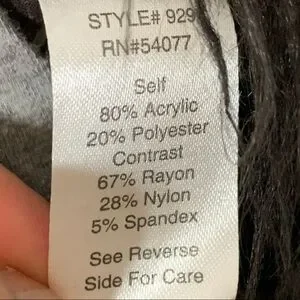 STYLE# 929
RN#54077
Self
80% Acrylic
20% Polyester
Contrast
67% Rayon
28% Nylon
5% Spandex
See Reverse
Side For Care